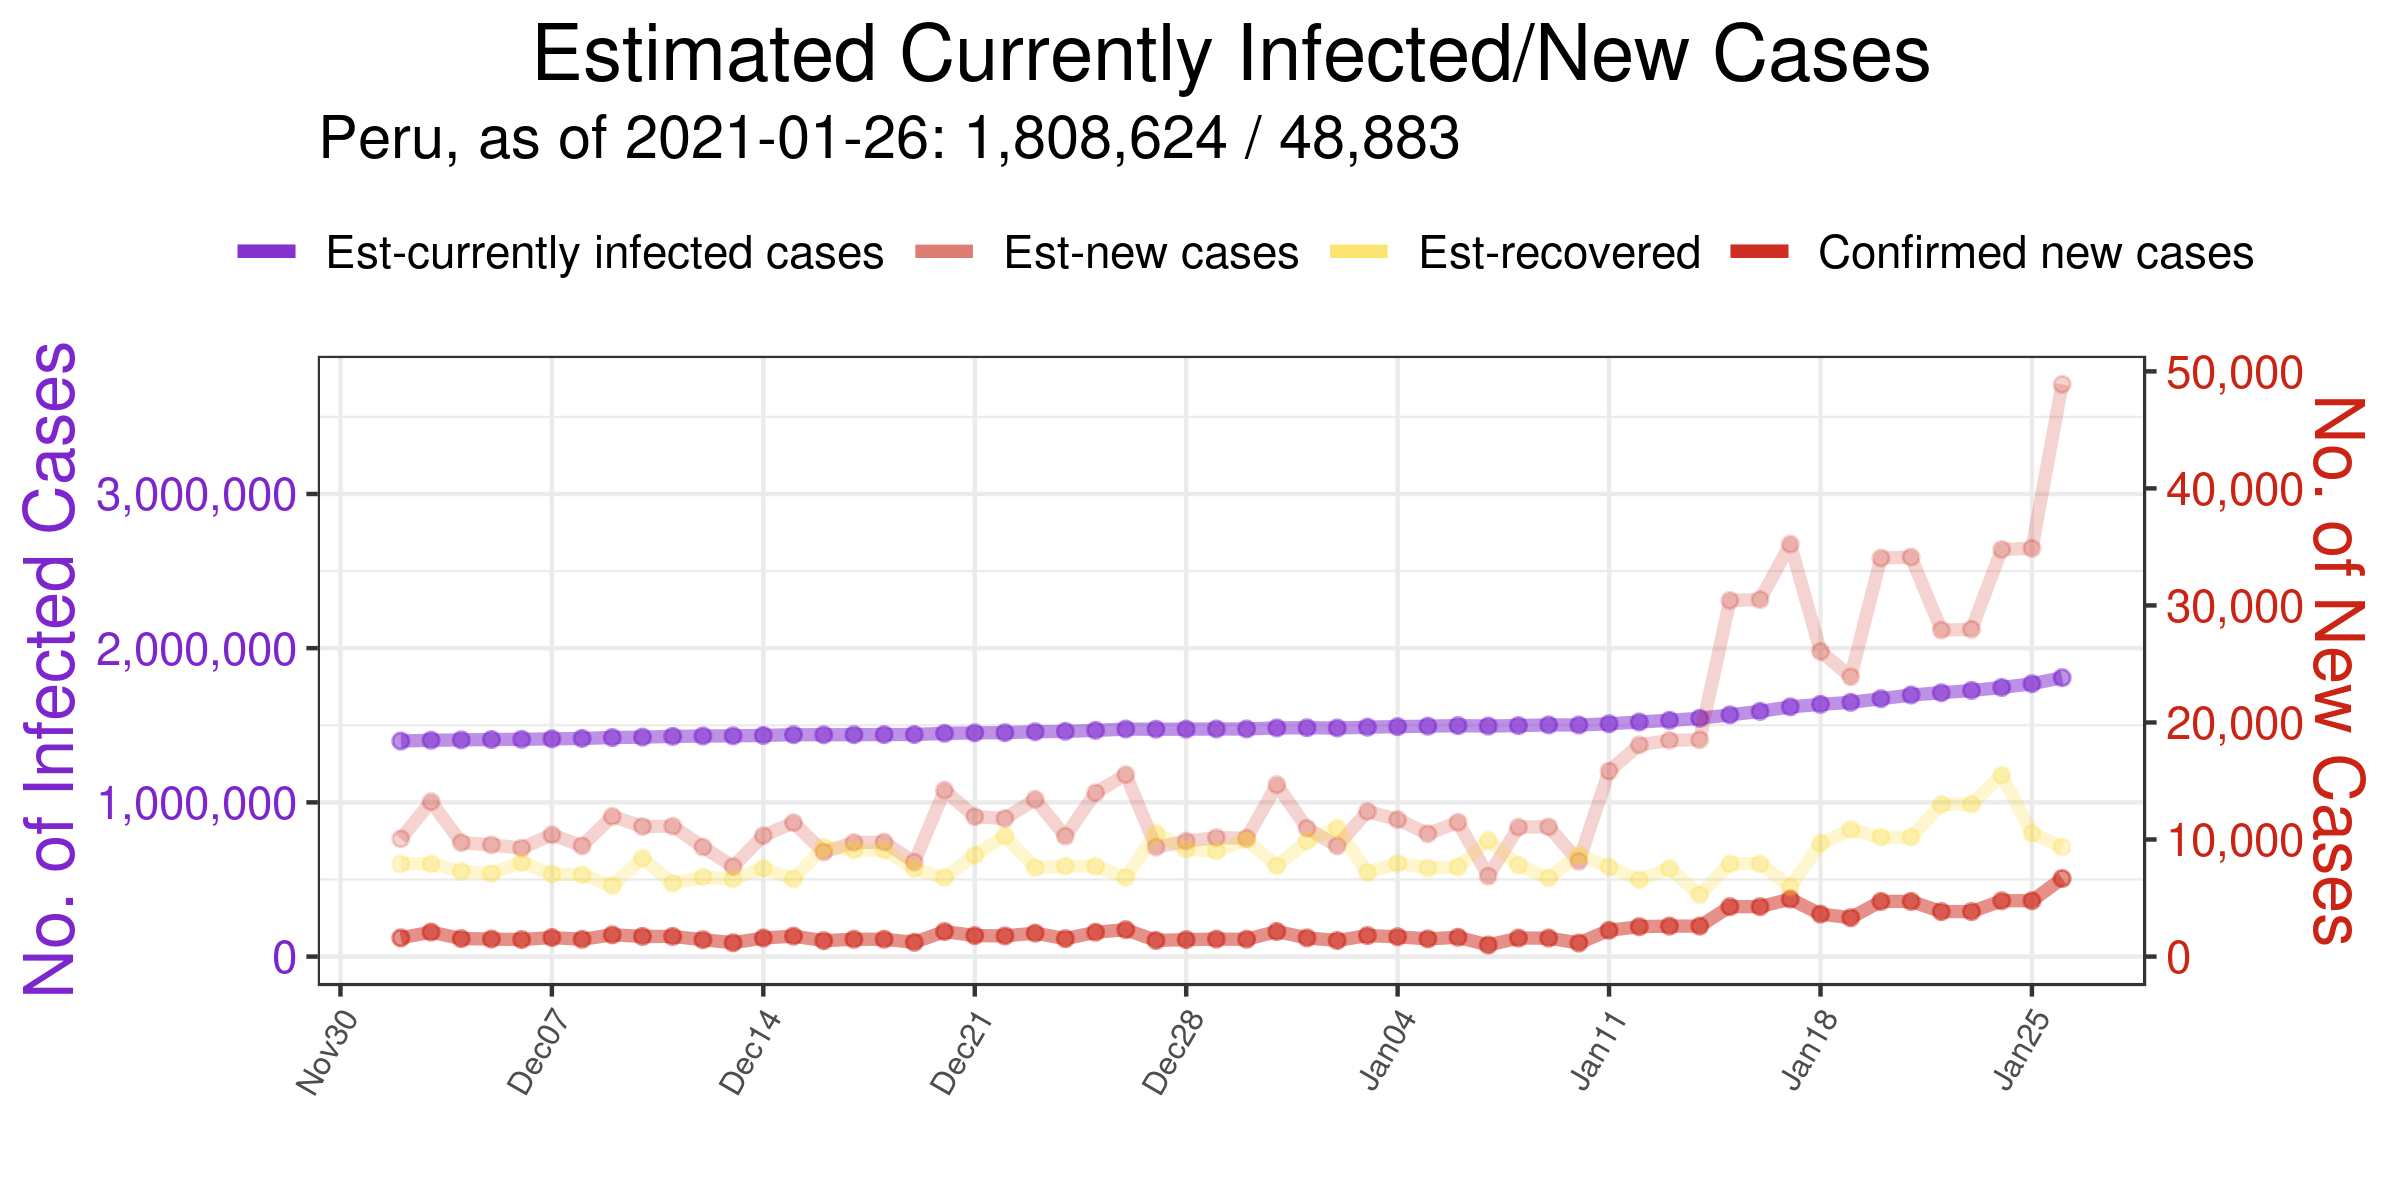 Estimated Currently Infected/New Cases
Peru, as of 2021-01-26: 1,808,624 / 48,883
Est-currently infected cases Est-new cases Est-recovered Confirmed new cases
No. of Infected Cases
3,000,000
2,000,000
1,000,000
0
50,000
40,000
30,000
20,000
10,000
0
No. of New Cases
Nov30 Dec07 Dec14 Dec21 Dec28 Jan04 Jan11 Jan18 Jan25